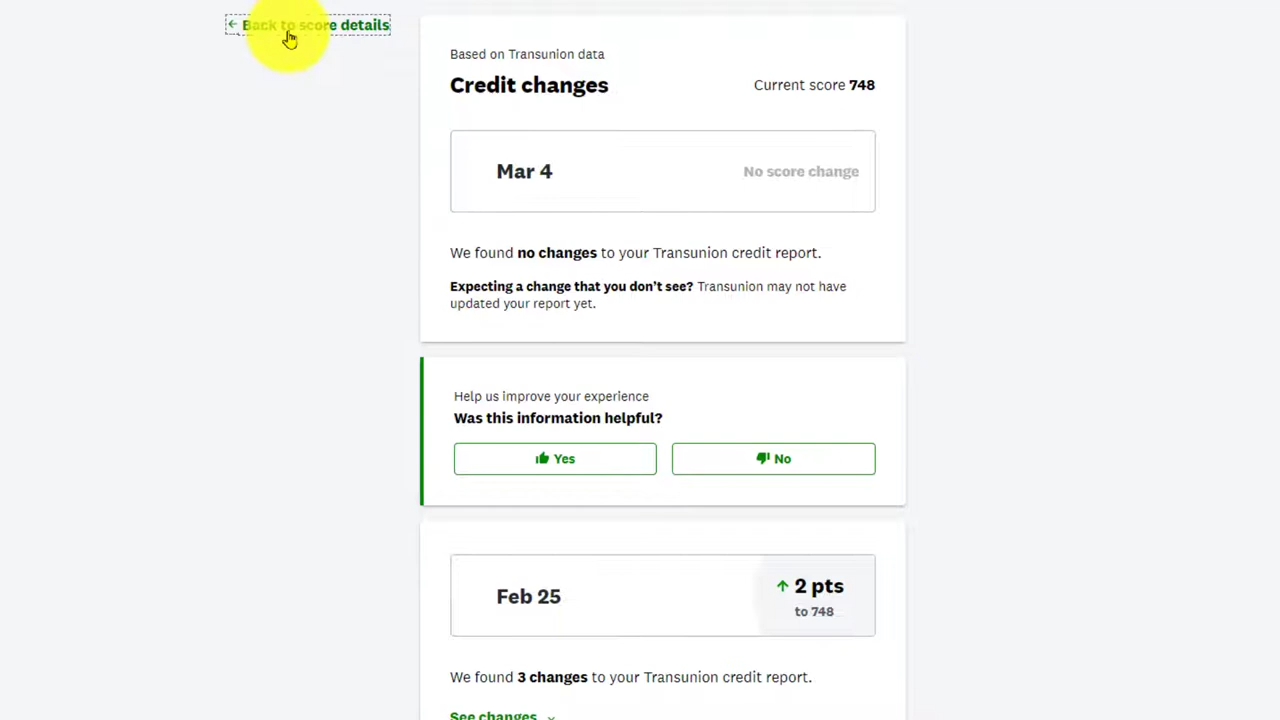 ← Back to score details
Based on Transunion data
Credit changes
Current score 748
Mar 4
No score change
We found no changes to your Transunion credit report.
Expecting a change that you don't see? Transunion may not have
updated your report yet.
Help us improve your experience
Was this information helpful?
Yes
No
Feb 25
↑ 2 pts
to 748
We found 3 changes to your Transunion credit report.
See changes